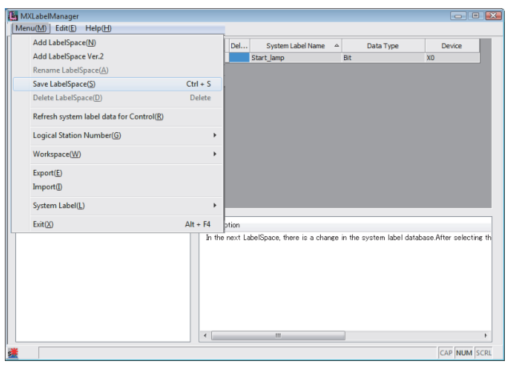 MXLabelManager
Menu(M) Edit(E) Help(H)
Add LabelSpace(N)
Add LabelSpace Ver.2
Rename LabelSpace(A)
Save LabelSpace(S) Ctrl + S
Delete LabelSpace(D) Delete
Refresh system label data for Control(R)
Logical Station Number(G)
Workspace(W)
Export(E)
Import(I)
System Label(L)
Exit(X) Alt + F4
Del... System Label Name Data Type Device
Start_lamp Bit X0
ption
In the next LabelSpace, there is a change in the system label database.After selecting th
CAP NUM SCRL